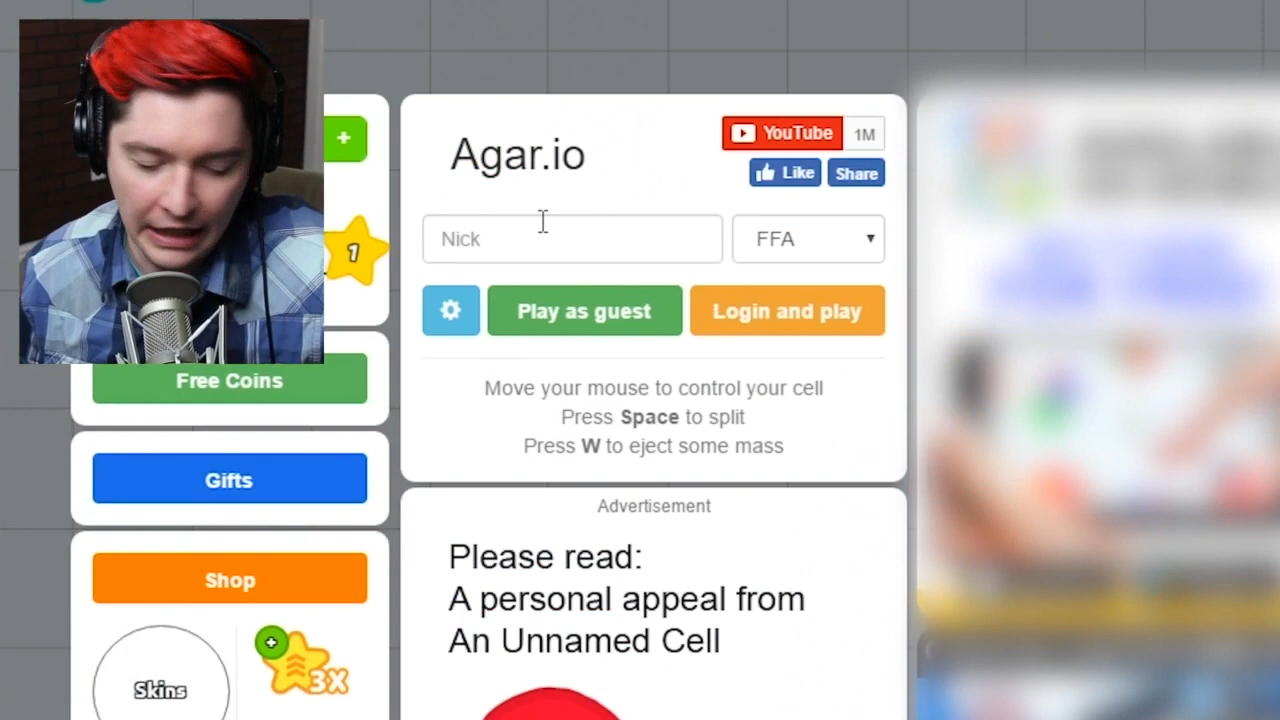 +
1
Free Coins
Gifts
Shop
Skins
+
3X
Agar.io
YouTube 1M
Like Share
Nick FFA
Play as guest Login and play
Move your mouse to control your cell
Press Space to split
Press W to eject some mass
Advertisement
Please read:
A personal appeal from
An Unnamed Cell